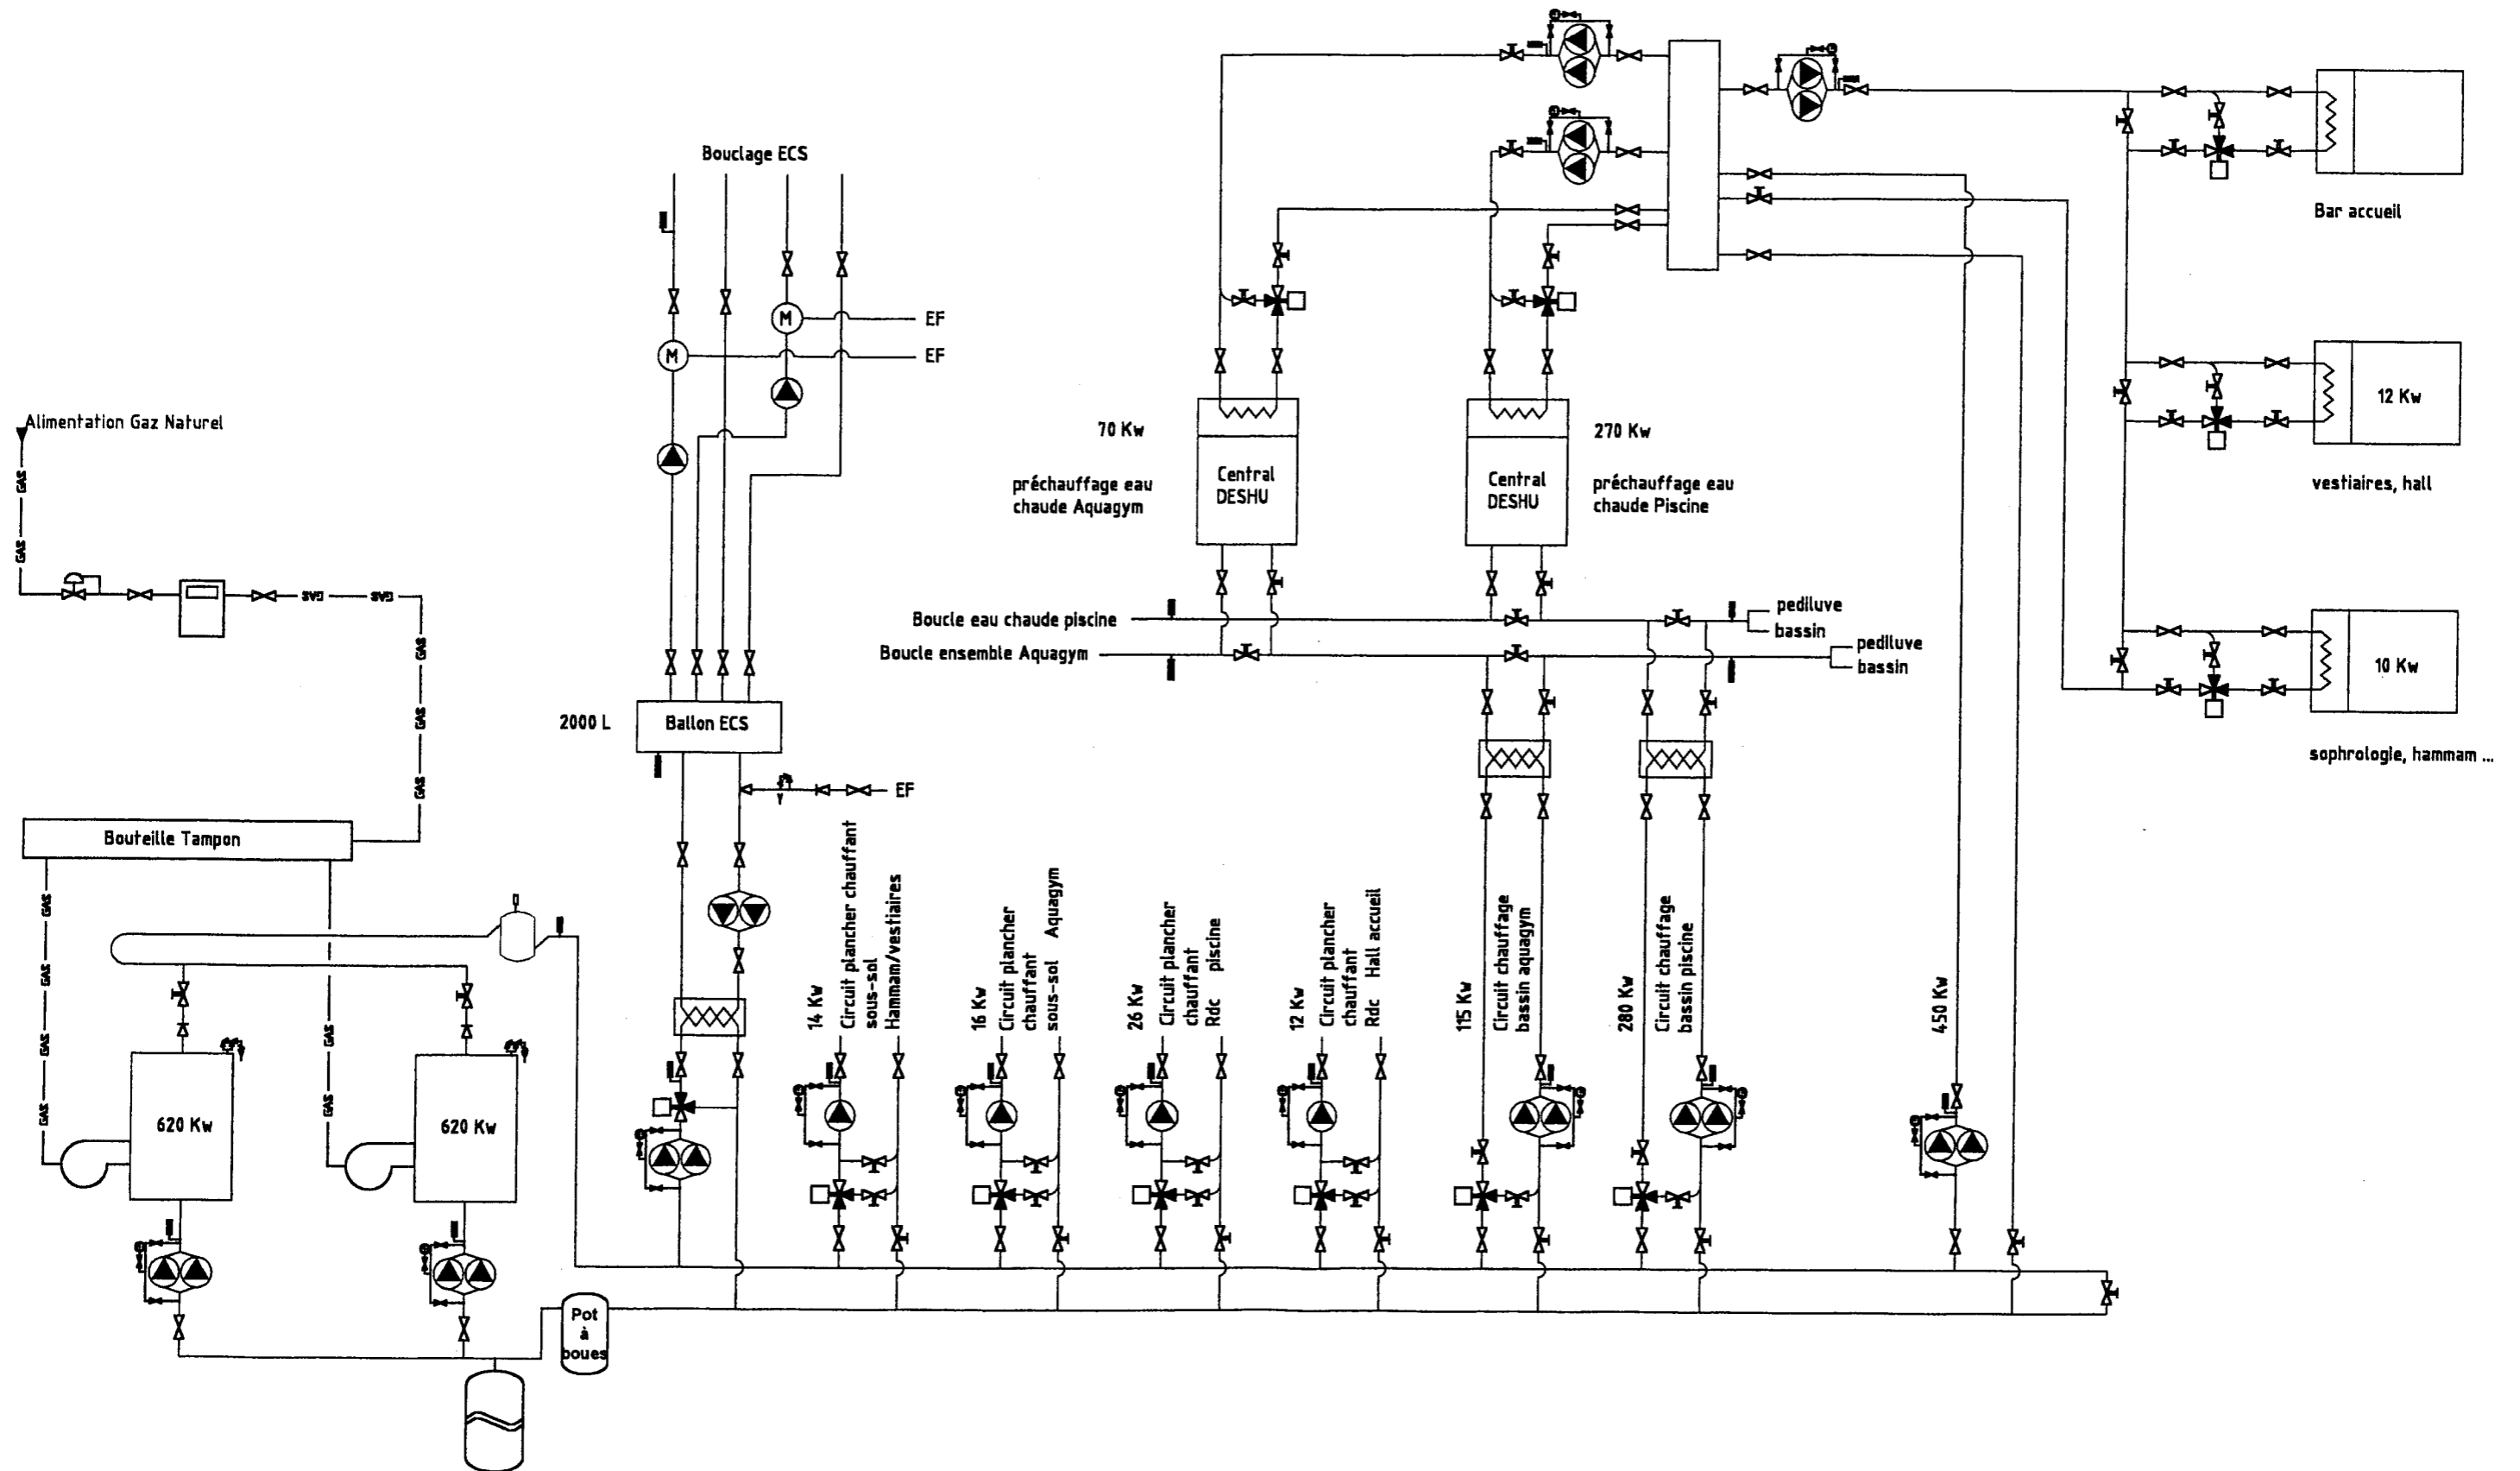 Bouclage ECS
EF
EF
M
M
Alimentation Gaz Naturel
GAS
GAS
GAS
GAS
GAS
GAS
GAS
Bouteille Tampon
GAS
GAS
GAS
GAS
GAS
GAS
620 Kw
620 Kw
2000 L
Ballon ECS
EF
Bar accueil
12 Kw
vestiaires, hall
10 Kw
sophrologie, hammam ...
70 Kw
préchauffage eau
chaude Aquagym
Central
DESHU
Central
DESHU
270 Kw
préchauffage eau
chaude Piscine
Boucle eau chaude piscine
pediluve
bassin
Boucle ensemble Aquagym
pediluve
bassin
14 Kw
Circuit plancher chauffant
sous-sol
Hammam/vestiaires
16 Kw
Circuit plancher
chauffant
sous-sol Aquagym
26 Kw
Circuit plancher
chauffant
Rdc piscine
12 Kw
Circuit plancher
chauffant
Rdc Hall accueil
115 Kw
Circuit chauffage
bassin aquagym
280 Kw
Circuit chauffage
bassin piscine
450 Kw
Pot
à
boues